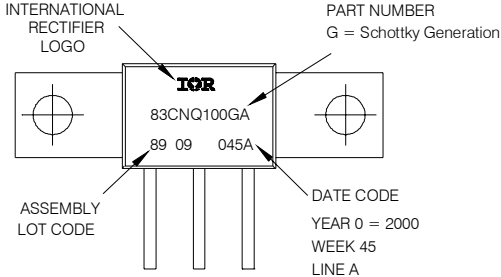 INTERNATIONAL
RECTIFIER
LOGO
PART NUMBER
G = Schottky Generation
IOR
83CNQ100GA
89 09 045A
ASSEMBLY
LOT CODE
DATE CODE
YEAR 0 = 2000
WEEK 45
LINE A